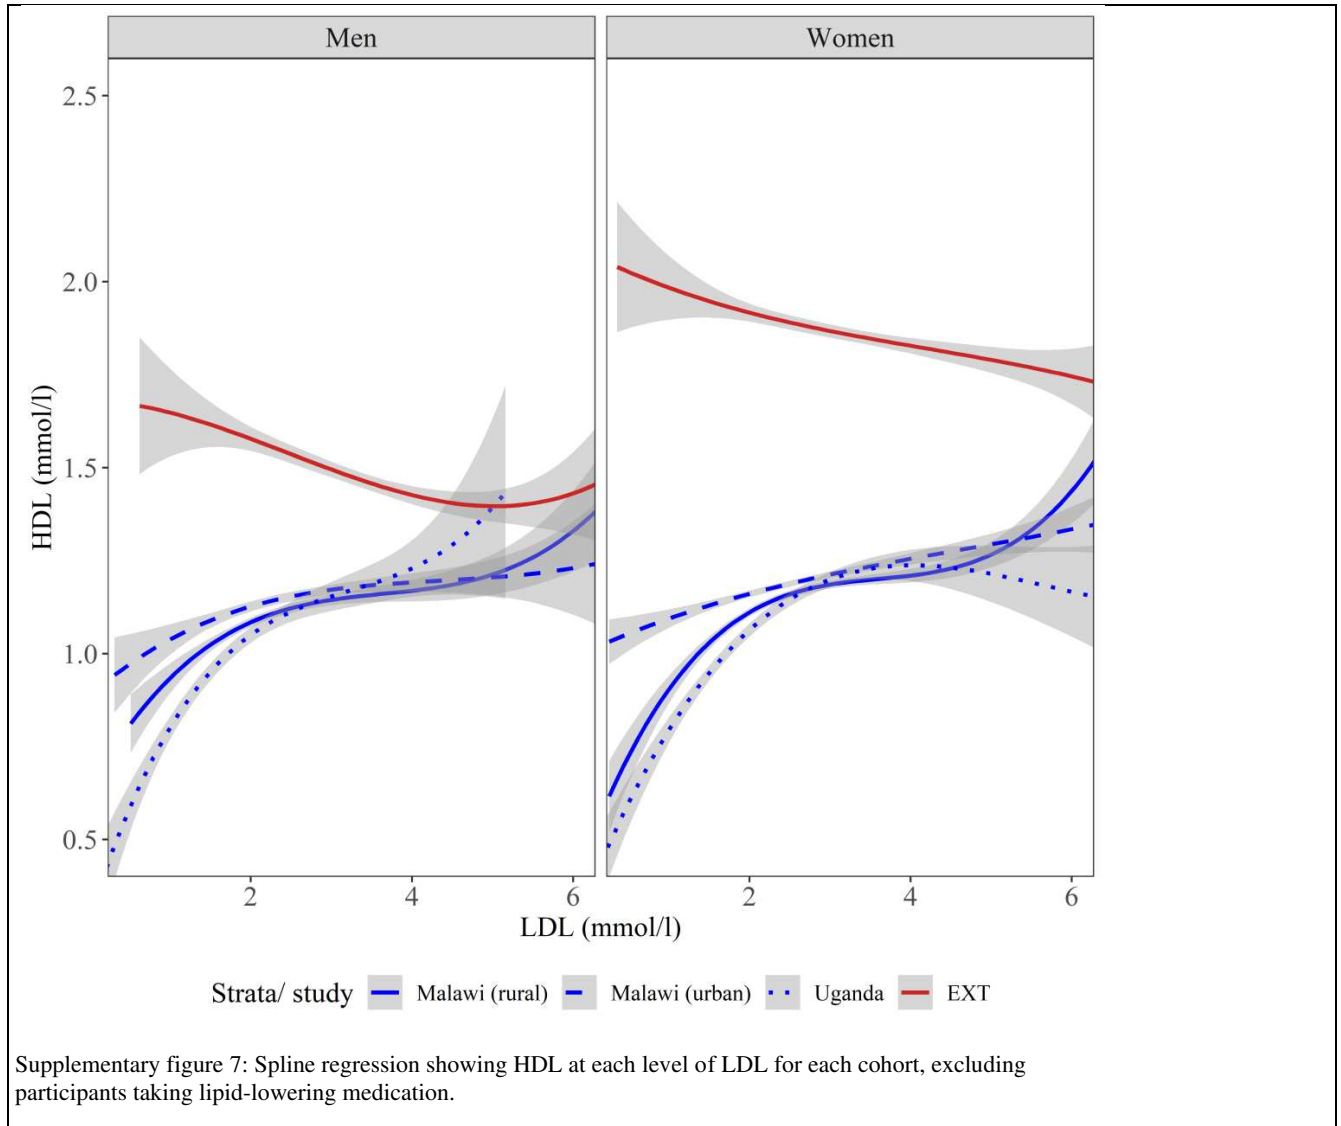 Men Women
2.5
2.0
1.5
1.0
0.5
HDL (mmol/l)
2 4 6 2 4 6
LDL (mmol/l)
Strata/ study Malawi (rural) Malawi (urban) Uganda EXT
Supplementary figure 7: Spline regression showing HDL at each level of LDL for each cohort, excluding
participants taking lipid-lowering medication.